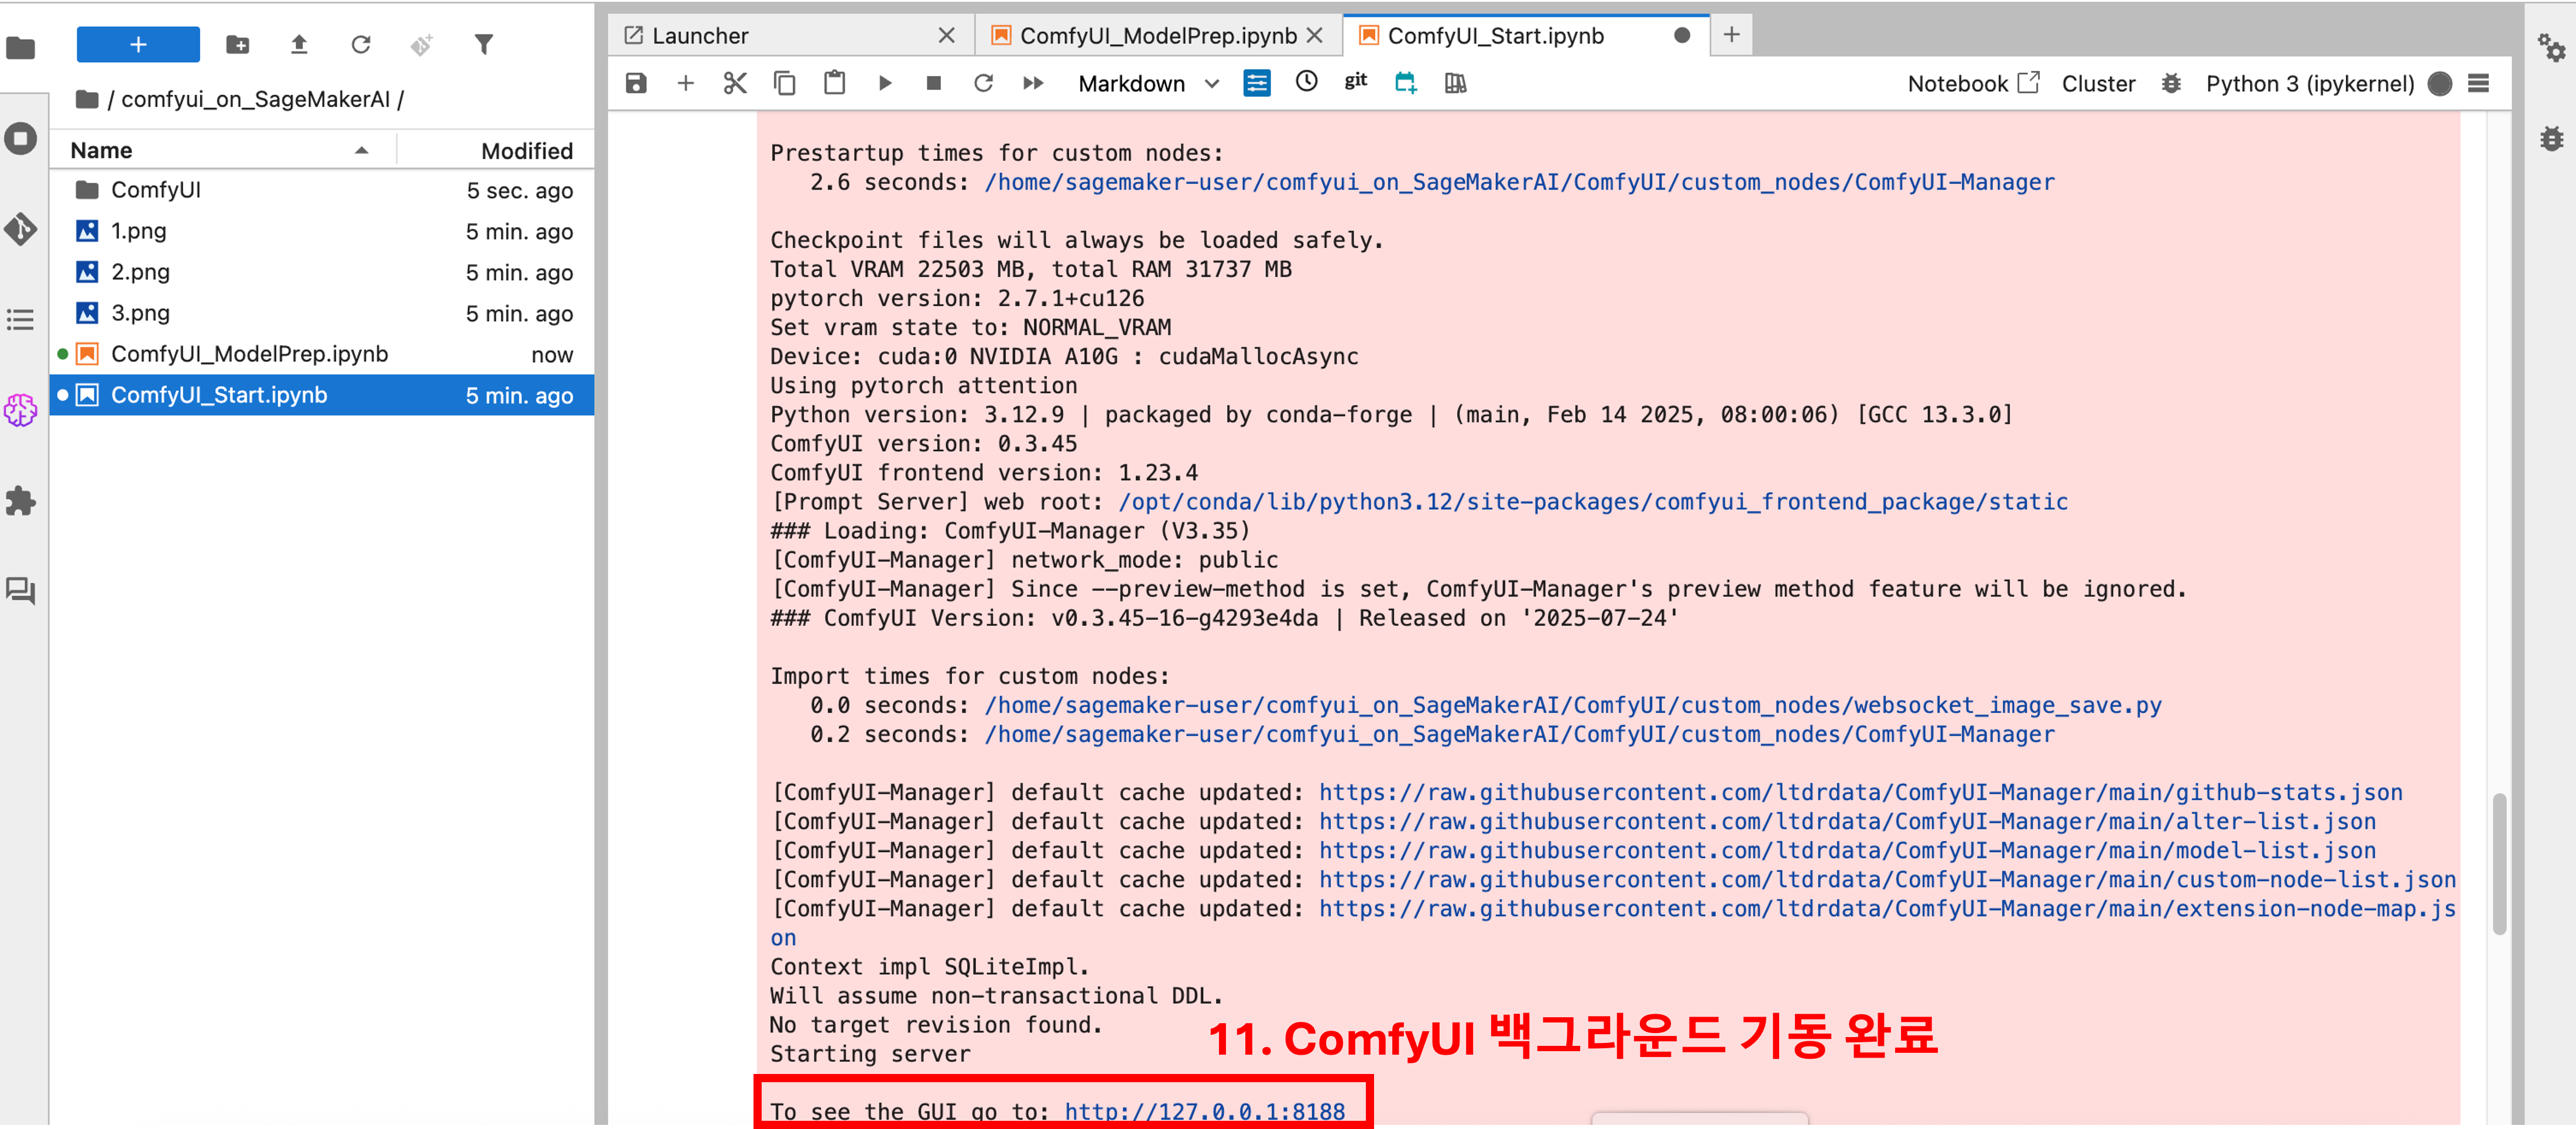 Launcher
ComfyUI_ModelPrep.ipynb
ComfyUI_Start.ipynb
/ comfyui_on_SageMakerAI /
Markdown
git
Notebook
Cluster
Python 3 (ipykernel)
Name Modified
ComfyUI 5 sec. ago
1.png 5 min. ago
2.png 5 min. ago
3.png 5 min. ago
ComfyUI_ModelPrep.ipynb now
ComfyUI_Start.ipynb 5 min. ago
Prestartup times for custom nodes:
2.6 seconds: /home/sagemaker-user/comfyui_on_SageMakerAI/ComfyUI/custom_nodes/ComfyUI-Manager
Checkpoint files will always be loaded safely.
Total VRAM 22503 MB, total RAM 31737 MB
pytorch version: 2.7.1+cu126
Set vram state to: NORMAL_VRAM
Device: cuda:0 NVIDIA A10G : cudaMallocAsync
Using pytorch attention
Python version: 3.12.9 | packaged by conda-forge | (main, Feb 14 2025, 08:00:06) [GCC 13.3.0]
ComfyUI version: 0.3.45
ComfyUI frontend version: 1.23.4
[Prompt Server] web root: /opt/conda/lib/python3.12/site-packages/comfyui_frontend_package/static
### Loading: ComfyUI-Manager (V3.35)
[ComfyUI-Manager] network_mode: public
[ComfyUI-Manager] Since --preview-method is set, ComfyUI-Manager's preview method feature will be ignored.
### ComfyUI Version: v0.3.45-16-g4293e4da | Released on '2025-07-24'
Import times for custom nodes:
0.0 seconds: /home/sagemaker-user/comfyui_on_SageMakerAI/ComfyUI/custom_nodes/websocket_image_save.py
0.2 seconds: /home/sagemaker-user/comfyui_on_SageMakerAI/ComfyUI/custom_nodes/ComfyUI-Manager
[ComfyUI-Manager] default cache updated: https://raw.githubusercontent.com/ltdrdata/ComfyUI-Manager/main/github-stats.json
[ComfyUI-Manager] default cache updated: https://raw.githubusercontent.com/ltdrdata/ComfyUI-Manager/main/alter-list.json
[ComfyUI-Manager] default cache updated: https://raw.githubusercontent.com/ltdrdata/ComfyUI-Manager/main/model-list.json
[ComfyUI-Manager] default cache updated: https://raw.githubusercontent.com/ltdrdata/ComfyUI-Manager/main/custom-node-list.json
[ComfyUI-Manager] default cache updated: https://raw.githubusercontent.com/ltdrdata/ComfyUI-Manager/main/extension-node-map.js
on
Context impl SQLiteImpl.
Will assume non-transactional DDL.
No target revision found.
Starting server
11. ComfyUI 백그라운드 기동 완료
To see the GUI go to: http://127.0.0.1:8188